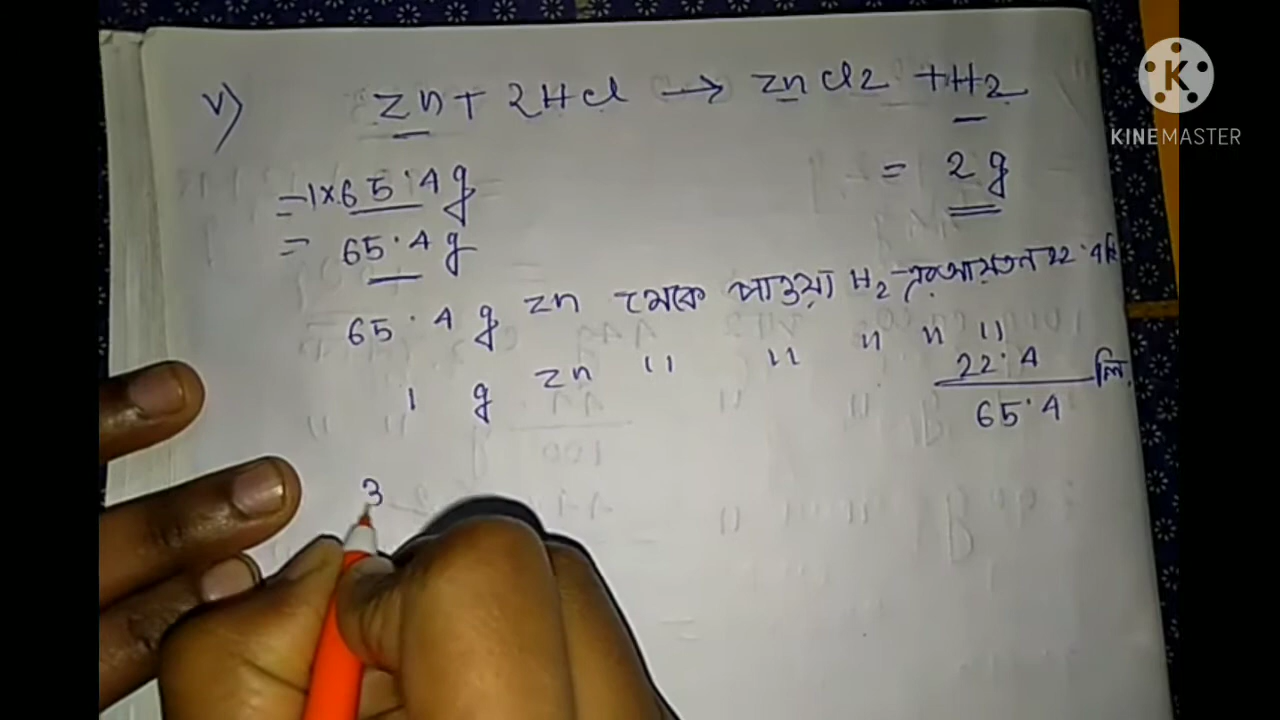 v) Zn + 2HCl → ZnCl2 + H2
= 1×65.4 g = 2 g
= 65.4 g
65.4 g Zn থেকে পাওয়া H2 এর আয়তন 22.4 লি
1 g Zn " " " " " 22.4/65.4 লি.
3
KINEMASTER